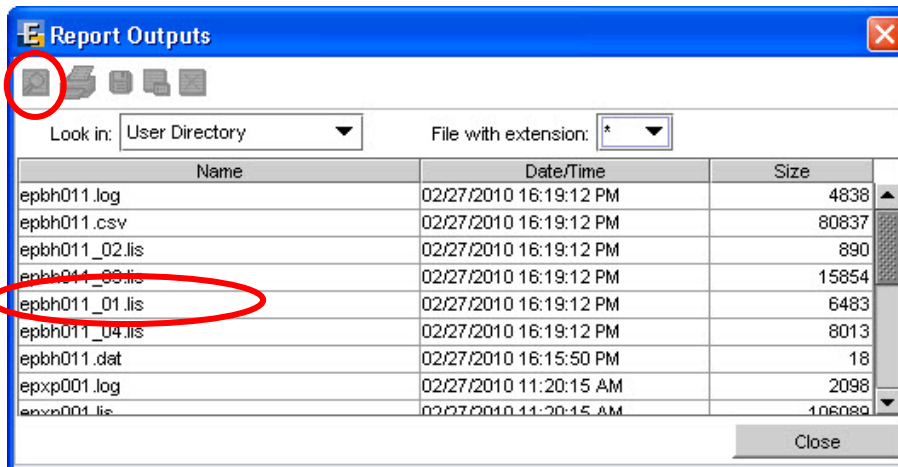 Report Outputs
Look in: User Directory File with extension: *
Name Date/Time Size
epbh011.log 02/27/2010 16:19:12 PM 4838
epbh011.csv 02/27/2010 16:19:12 PM 80837
epbh011_02.lis 02/27/2010 16:19:12 PM 890
epbh011_03.lis 02/27/2010 16:19:12 PM 15854
epbh011_01.lis 02/27/2010 16:19:12 PM 6483
epbh011_04.lis 02/27/2010 16:19:12 PM 8013
epbh011.dat 02/27/2010 16:15:50 PM 18
epxp001.log 02/27/2010 11:20:15 AM 2098
epxp001.lis 02/27/2010 11:20:15 AM 106089
Close